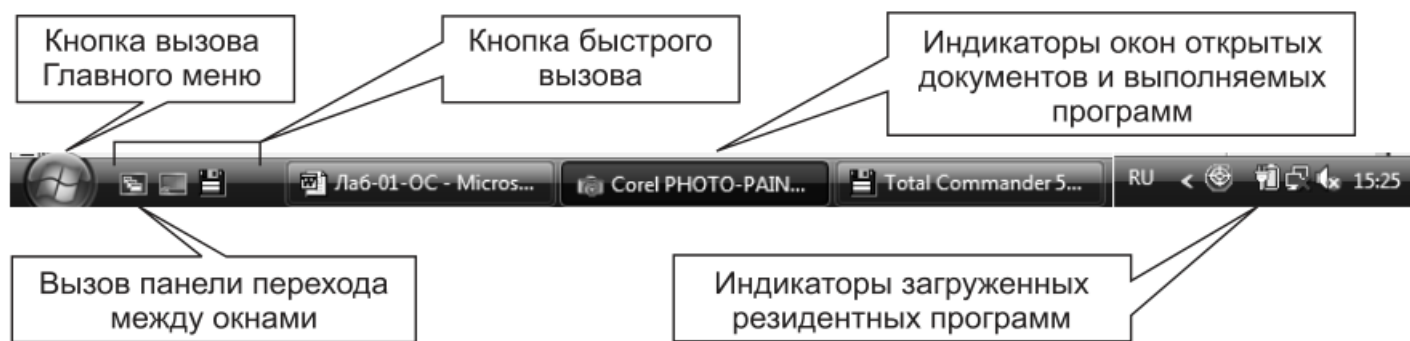 Кнопка вызова
Главного меню
Кнопка быстрого
вызова
Индикаторы окон открытых
документов и выполняемых
программ
Лаб-01-ОС - Micros...
Corel PHOTO-PAIN...
Total Commander 5...
RU
15:25
Вызов панели перехода
между окнами
Индикаторы загруженных
резидентных программ